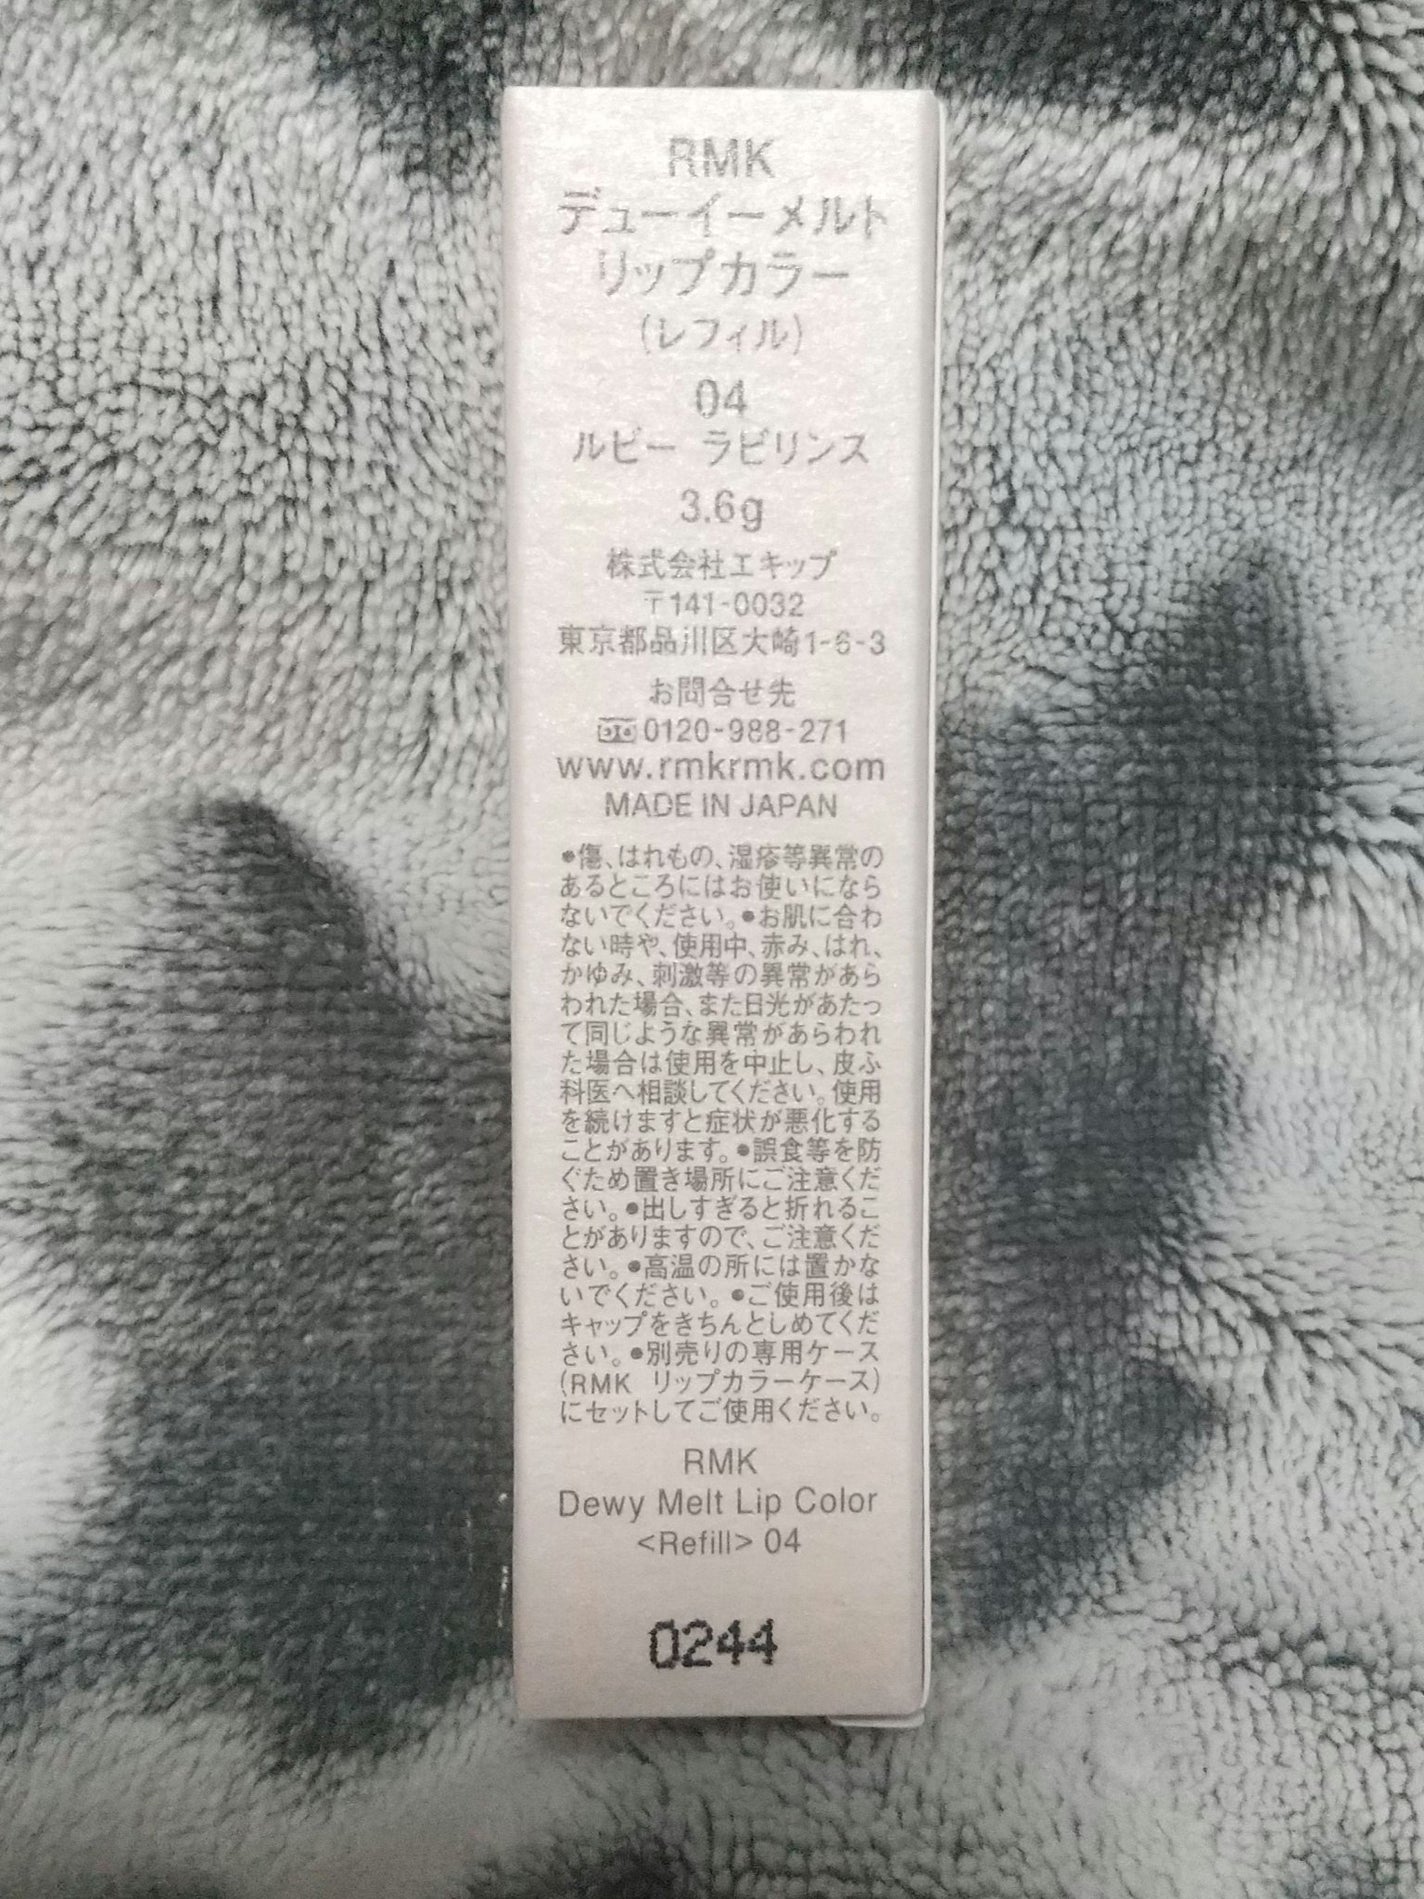 RMK
デューイーメルト
リップカラー
(レフィル)
04
ルビー ラビリンス
3.6g
株式会社エキップ
〒141-0032
東京都品川区大崎1-6-3
お問合せ先
0120-988-271
www.rmkrmk.com
MADE IN JAPAN
●傷、はれもの、湿疹等異常の
あるところにはお使いになら
ないでください。●お肌に合わ
ない時や、使用中、赤み、はれ、
かゆみ、刺激等の異常があら
われた場合、また日光があたっ
て同じような異常があらわれ
た場合は使用を中止し、皮ふ
科医へ相談してください。使用
を続けますと症状が悪化する
ことがあります。●誤食等を防
ぐため置き場所にご注意くだ
さい。●出しすぎると折れるこ
とがありますので、ご注意くだ
さい。●高温の所には置かな
いでください。●ご使用後は
キャップをきちんとしめてくだ
さい。●別売りの専用ケース
(RMK リップカラーケース)
にセットしてご使用ください。
RMK
Dewy Melt Lip Color
<Refill> 04
0244